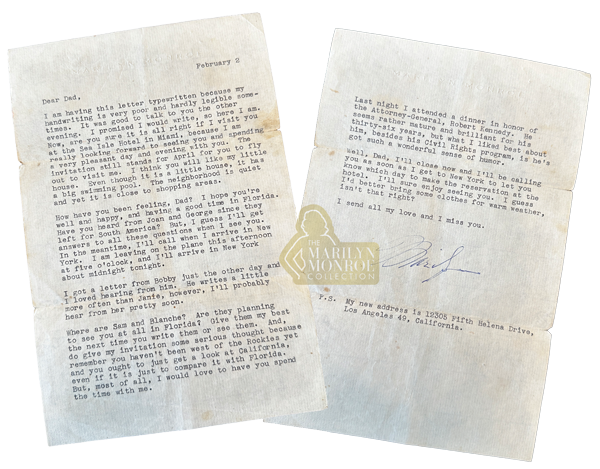 February 2
Dear Dad,
I am having this letter typewritten because my
handwriting is very poor and hardly legible some-
times. It was good to talk to you the other
evening. I promised I would write, so here I am.
Now, are you sure it is all right if I visit you
at the Sea Isle Hotel in Miami, because I am
really looking forward to seeing you and spending
a very pleasant day and evening with you. The
invitation still stands for April for you to fly
out to visit me. I think you will like my little
house. Even though it is a little house, it has
a big swimming pool. The neighborhood is quiet
and yet it is close to shopping areas.
How have you been feeling, Dad? I hope you're
well and happy, and having a good time in Florida.
Have you heard from Joan and George since they
left for South America? But, I guess I'll get
answers to all these questions when I see you.
In the meantime, I'll call when I arrive in New
York. I am leaving on the plane this afternoon
at five o'clock, and I'll arrive in New York
about midnight tonight.
I got a letter from Bobby just the other day and
I loved hearing from him. He writes a little
more often than Janie, however, I'll probably
hear from her pretty soon.
Where are Sam and Blanche? Are they planning
to see you at all in Florida? Give them my best
the next time you write them or see them. And,
do give my invitation some serious thought because
remember you haven't been west of the Rockies yet
and you ought to just get a look at California,
even if it is just to compare it with Florida.
But, most of all, I would love to have you spend
the time with me.
Last night I attended a dinner in honor of
the Attorney-General, Robert Kennedy. He
seems rather mature and brilliant for his
thirty-six years, but what I liked best about
him, besides his Civil Rights program, is he's
got such a wonderful sense of humor.
Well, Dad, I'll close now and I'll be calling
you as soon as I get to New York to let you
know which day to make the reservation at the
hotel. I'll sure enjoy seeing you. I guess
I'd better bring some clothes for warm weather,
isn't that right?
I send all my love and I miss you.
THE
MARILYN
MONROE
COLLECTION
P.S. My new address is 12305 Fifth Helena Drive,
Los Angeles 49, California.